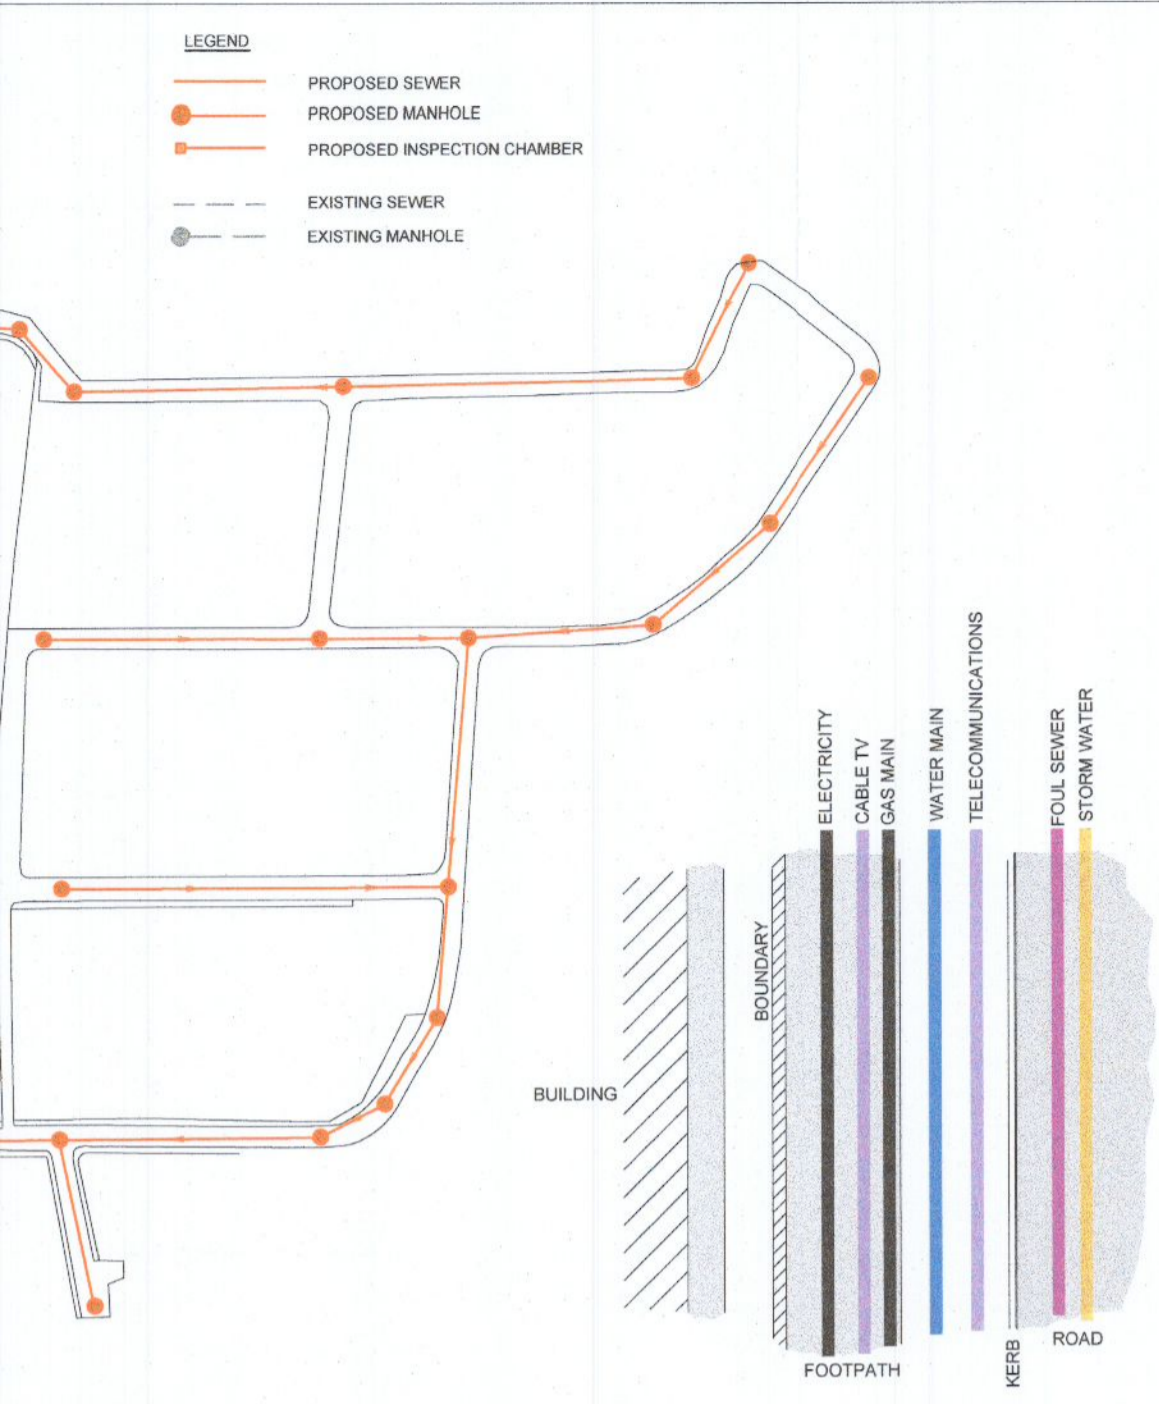 LEGEND
PROPOSED SEWER
PROPOSED MANHOLE
PROPOSED INSPECTION CHAMBER
EXISTING SEWER
EXISTING MANHOLE
ELECTRICITY
CABLE TV
GAS MAIN
WATER MAIN
TELECOMMUNICATIONS
FOUL SEWER
STORM WATER
BOUNDARY
BUILDING
FOOTPATH
KERB
ROAD